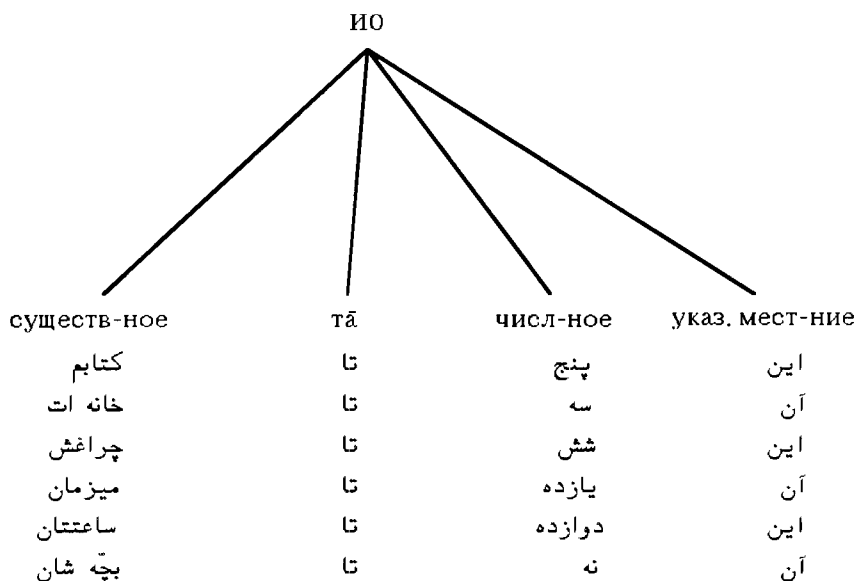 ИО
существ-ное тā числ-ное указ. мест-ние
این پنج تا کتابم
آن سه تا خانه ات
این شش تا چراغش
آن یازده تا میزمان
این دوازده تا ساعتتان
آن نه تا بچّه شان